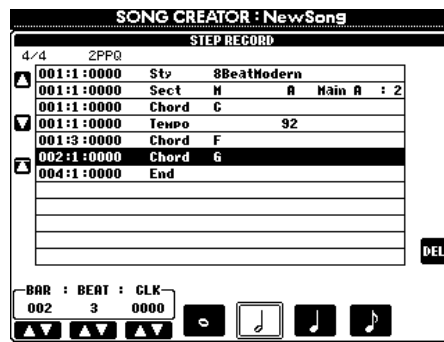 SONG CREATOR : NewSong
STEP RECORD
4/4 2PPQ
001:1:0000 Sty 8BeatModern
001:1:0000 Sect M A Main A : 2
001:1:0000 Chord C
001:1:0000 Tempo 92
001:3:0000 Chord F
002:1:0000 Chord G
004:1:0000 End
DEL
BAR : BEAT : CLK
002 3 0000